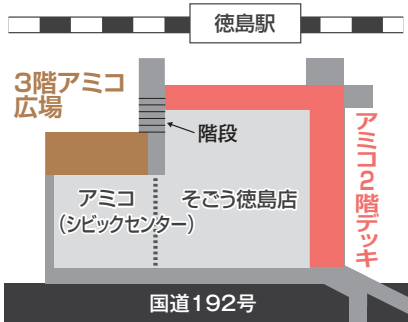 徳島駅
3階アミコ
広場
階段
アミコ
(シビックセンター)
そごう徳島店
アミコ2階デッキ
国道192号